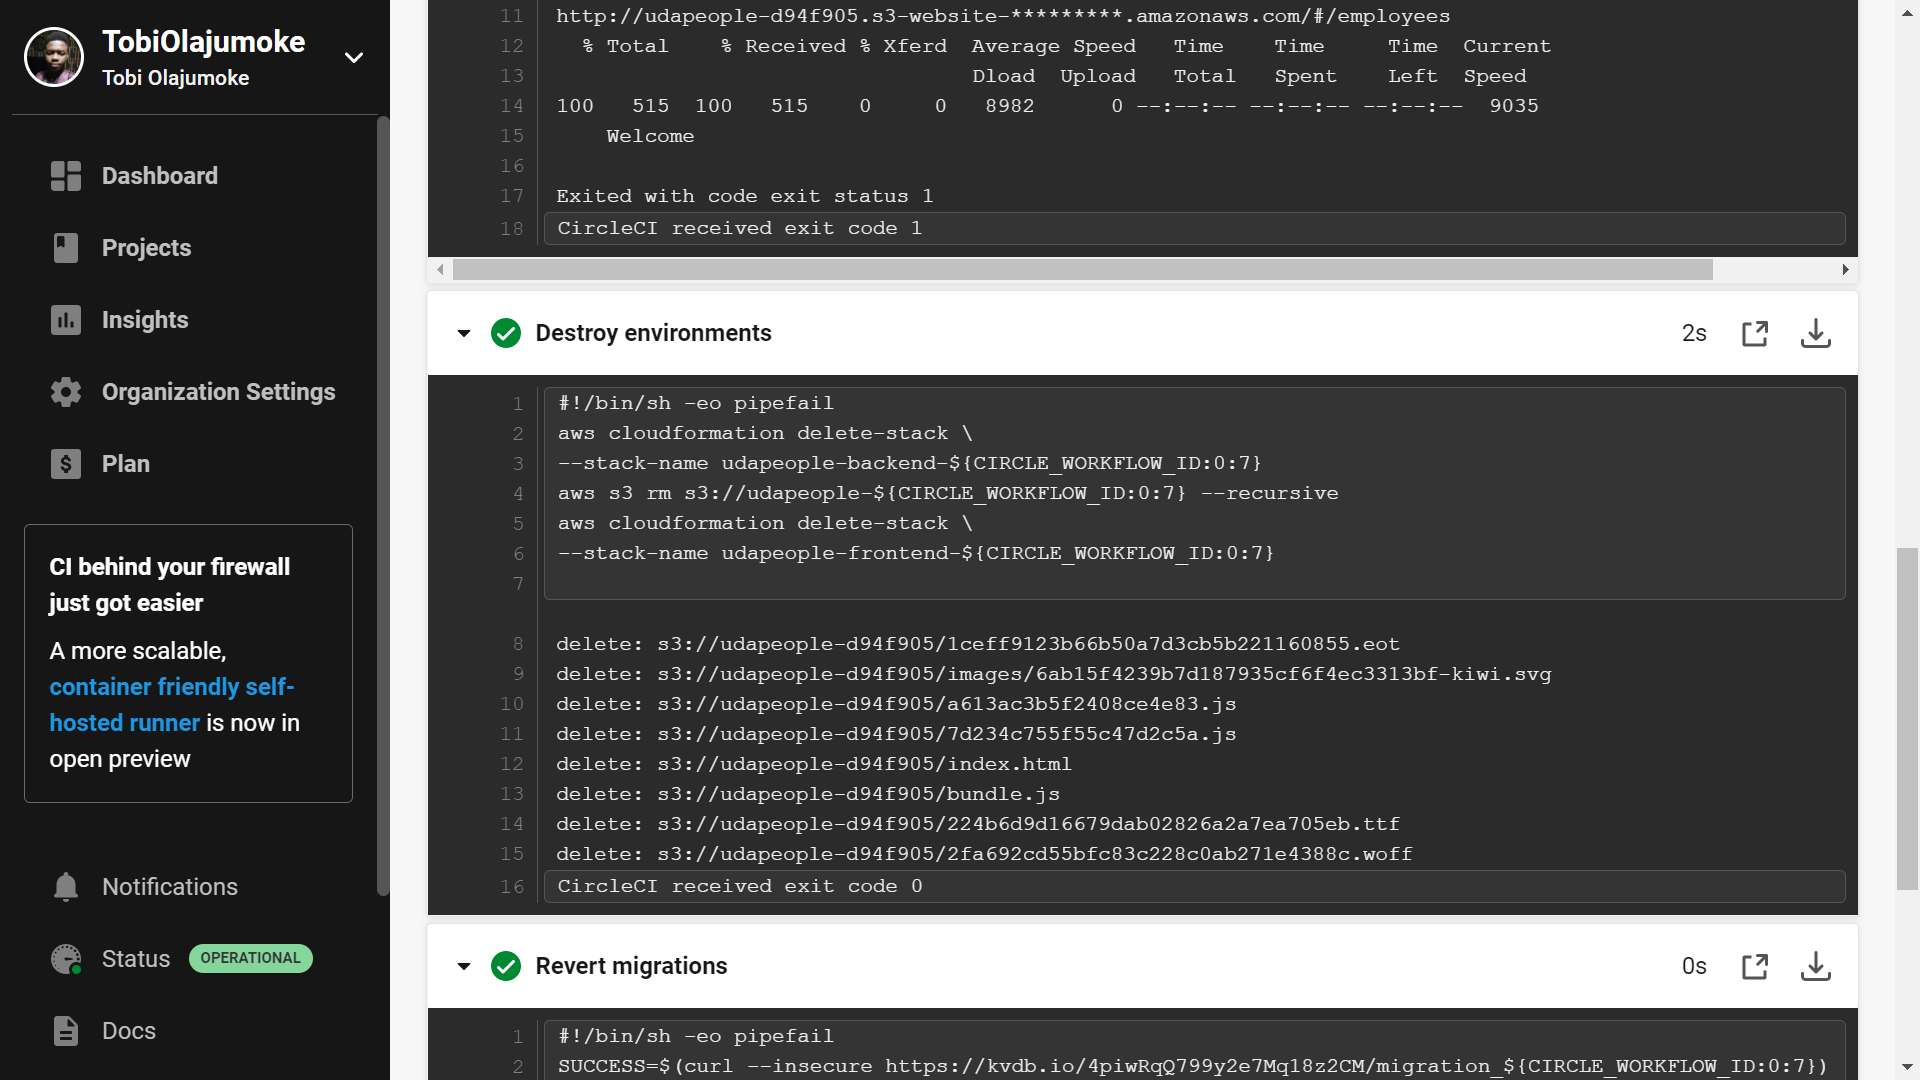 TobiOlajumoke
Tobi Olajumoke
Dashboard
Projects
Insights
Organization Settings
Plan
CI behind your firewall
just got easier
A more scalable,
container friendly self-
hosted runner is now in
open preview
Notifications
Status OPERATIONAL
Docs
11 http://udapeople-d94f905.s3-website-*********.amazonaws.com/#/employees
12 % Total % Received % Xferd Average Speed Time Time Time Current
13 Dload Upload Total Spent Left Speed
14 100 515 100 515 0 0 8982 0 --:--:-- --:--:-- --:--:-- 9035
15 Welcome
16
17 Exited with code exit status 1
18 CircleCI received exit code 1
Destroy environments 2s
1 #!/bin/sh -eo pipefail
2 aws cloudformation delete-stack \
3 --stack-name udapeople-backend-${CIRCLE_WORKFLOW_ID:0:7}
4 aws s3 rm s3://udapeople-${CIRCLE_WORKFLOW_ID:0:7} --recursive
5 aws cloudformation delete-stack \
6 --stack-name udapeople-frontend-${CIRCLE_WORKFLOW_ID:0:7}
7
8 delete: s3://udapeople-d94f905/1ceff9123b66b50a7d3cb5b221160855.eot
9 delete: s3://udapeople-d94f905/images/6ab15f4239b7d187935cf6f4ec3313bf-kiwi.svg
10 delete: s3://udapeople-d94f905/a613ac3b5f2408ce4e83.js
11 delete: s3://udapeople-d94f905/7d234c755f55c47d2c5a.js
12 delete: s3://udapeople-d94f905/index.html
13 delete: s3://udapeople-d94f905/bundle.js
14 delete: s3://udapeople-d94f905/224b6d9d16679dab02826a2a7ea705eb.ttf
15 delete: s3://udapeople-d94f905/2fa692cd55bfc83c228c0ab271e4388c.woff
16 CircleCI received exit code 0
Revert migrations 0s
1 #!/bin/sh -eo pipefail
2 SUCCESS=$(curl --insecure https://kvdb.io/4piwRqQ799y2e7Mq18z2CM/migration_${CIRCLE_WORKFLOW_ID:0:7})